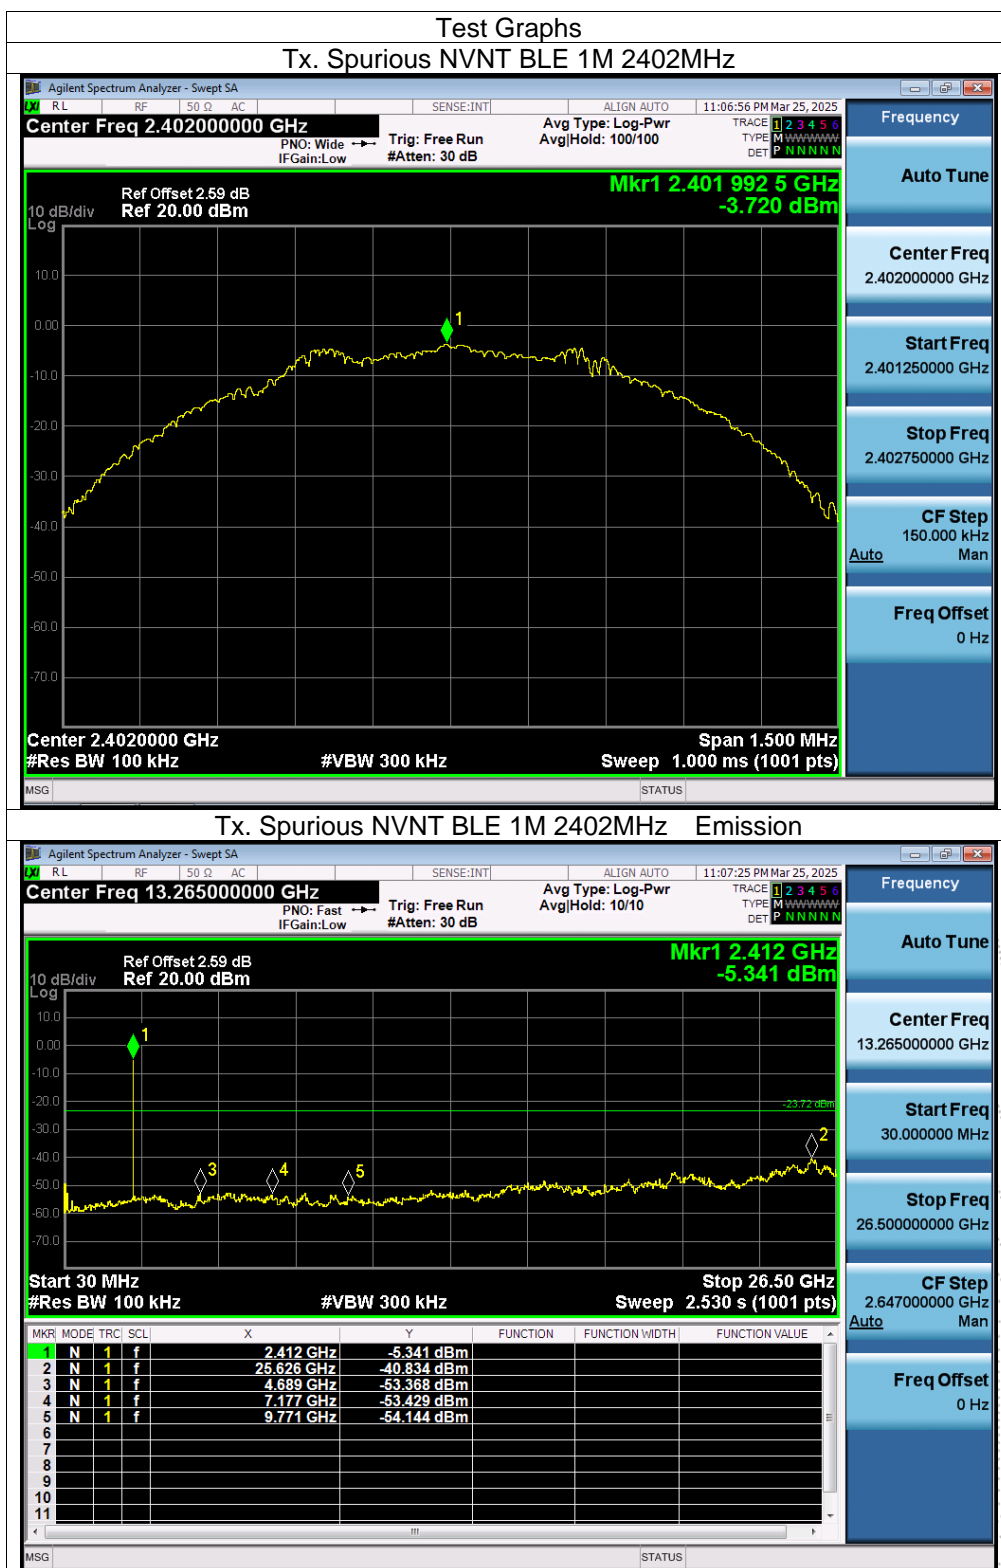 Test Graphs
Tx. Spurious NVNT BLE 1M 2402MHz
Agilent Spectrum Analyzer - Swept SA
LXI RL RF 50 Ω AC SENSE:INT ALIGN AUTO 11:06:56 PM Mar 25, 2025
Center Freq 2.402000000 GHz
PNO: Wide
IFGain:Low
Trig: Free Run
#Atten: 30 dB
Avg Type: Log-Pwr
Avg|Hold: 100/100
TRACE 1 2 3 4 5 6
TYPE M WWWWW
DET P N N N N N
Frequency
Auto Tune
Center Freq
2.402000000 GHz
Start Freq
2.401250000 GHz
Stop Freq
2.402750000 GHz
CF Step
150.000 kHz
Auto Man
Freq Offset
0 Hz
Mkr1 2.401 992 5 GHz
-3.720 dBm
Ref Offset 2.59 dB
10 dB/div Ref 20.00 dBm
Log
10.0
0.00
-10.0
-20.0
-30.0
-40.0
-50.0
-60.0
-70.0
1
Center 2.4020000 GHz Span 1.500 MHz
#Res BW 100 kHz #VBW 300 kHz Sweep 1.000 ms (1001 pts)
MSG STATUS
Tx. Spurious NVNT BLE 1M 2402MHz Emission
Agilent Spectrum Analyzer - Swept SA
LXI RL RF 50 Ω AC SENSE:INT ALIGN AUTO 11:07:25 PM Mar 25, 2025
Center Freq 13.265000000 GHz
PNO: Fast
IFGain:Low
Trig: Free Run
#Atten: 30 dB
Avg Type: Log-Pwr
Avg|Hold: 10/10
TRACE 1 2 3 4 5 6
TYPE M WWWWW
DET P N N N N N
Frequency
Auto Tune
Center Freq
13.265000000 GHz
Start Freq
30.000000 MHz
Stop Freq
26.500000000 GHz
CF Step
2.647000000 GHz
Auto Man
Freq Offset
0 Hz
Mkr1 2.412 GHz
-5.341 dBm
Ref Offset 2.59 dB
10 dB/div Ref 20.00 dBm
Log
10.0
0.00
-10.0
-20.0
-30.0
-40.0
-50.0
-60.0
-70.0
-23.72 dBm
1
2
3
4
5
Start 30 MHz Stop 26.50 GHz
#Res BW 100 kHz #VBW 300 kHz Sweep 2.530 s (1001 pts)
MKR MODE TRC SCL X Y FUNCTION FUNCTION WIDTH FUNCTION VALUE
1 N 1 f 2.412 GHz -5.341 dBm
2 N 1 f 25.626 GHz -40.834 dBm
3 N 1 f 4.689 GHz -53.368 dBm
4 N 1 f 7.177 GHz -53.429 dBm
5 N 1 f 9.771 GHz -54.144 dBm
6
7
8
9
10
11
MSG STATUS